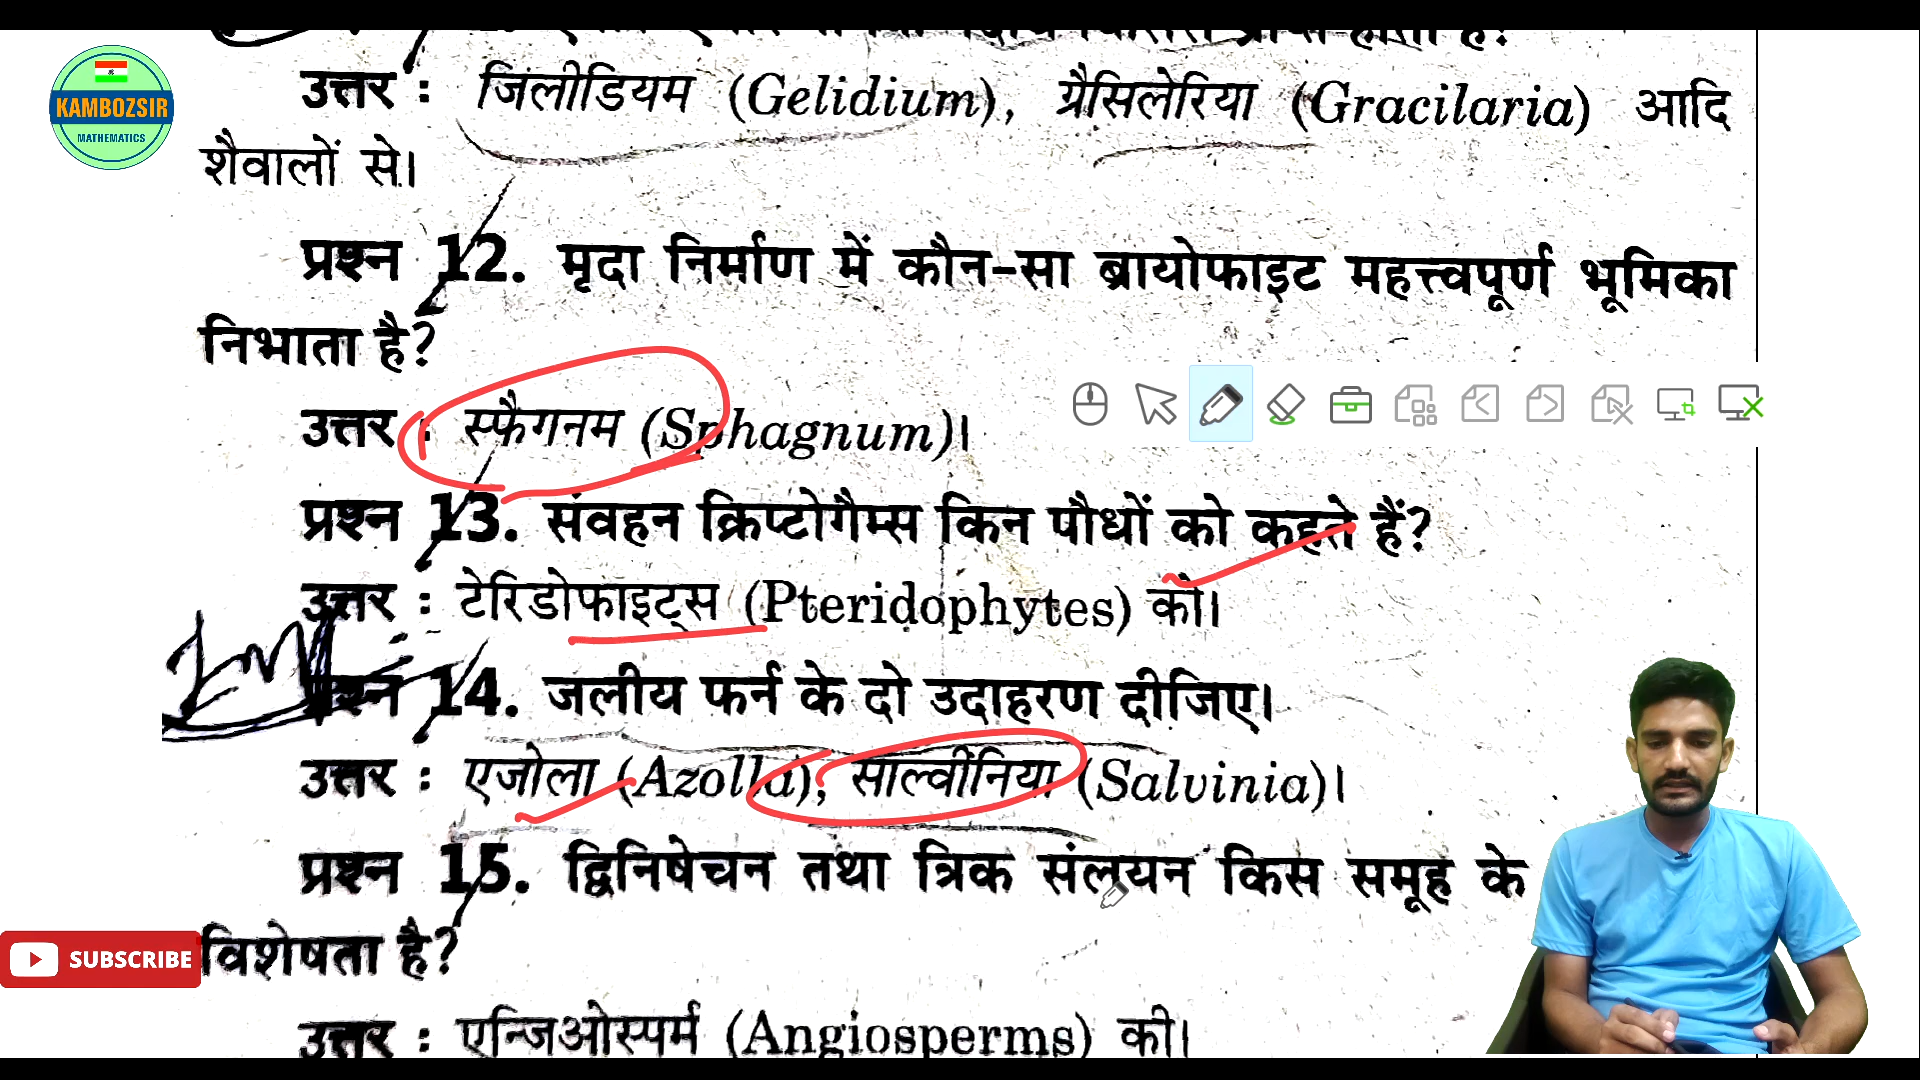 KAMBOZSIR
MATHEMATICS
उत्तर : जिलीडियम (Gelidium), ग्रैसिलेरिया (Gracilaria) आदि
शैवालों से।
प्रश्न 12. मृदा निर्माण में कौन-सा ब्रायोफाइट महत्त्वपूर्ण भूमिका
निभाता है?
उत्तर : स्फैगनम (Sphagnum)।
प्रश्न 13. संवहन क्रिप्टोगैम्स किन पौधों को कहते हैं?
उत्तर : टेरिडोफाइट्स (Pteridophytes) को।
प्रश्न 14. जलीय फर्न के दो उदाहरण दीजिए।
उत्तर : एजोला (Azolla), साल्वीनिया (Salvinia)।
प्रश्न 15. द्विनिषेचन तथा त्रिक संलयन किस समूह के
विशेषता है?
SUBSCRIBE
उत्तर : एन्जिओस्पर्म (Angiosperms) की।